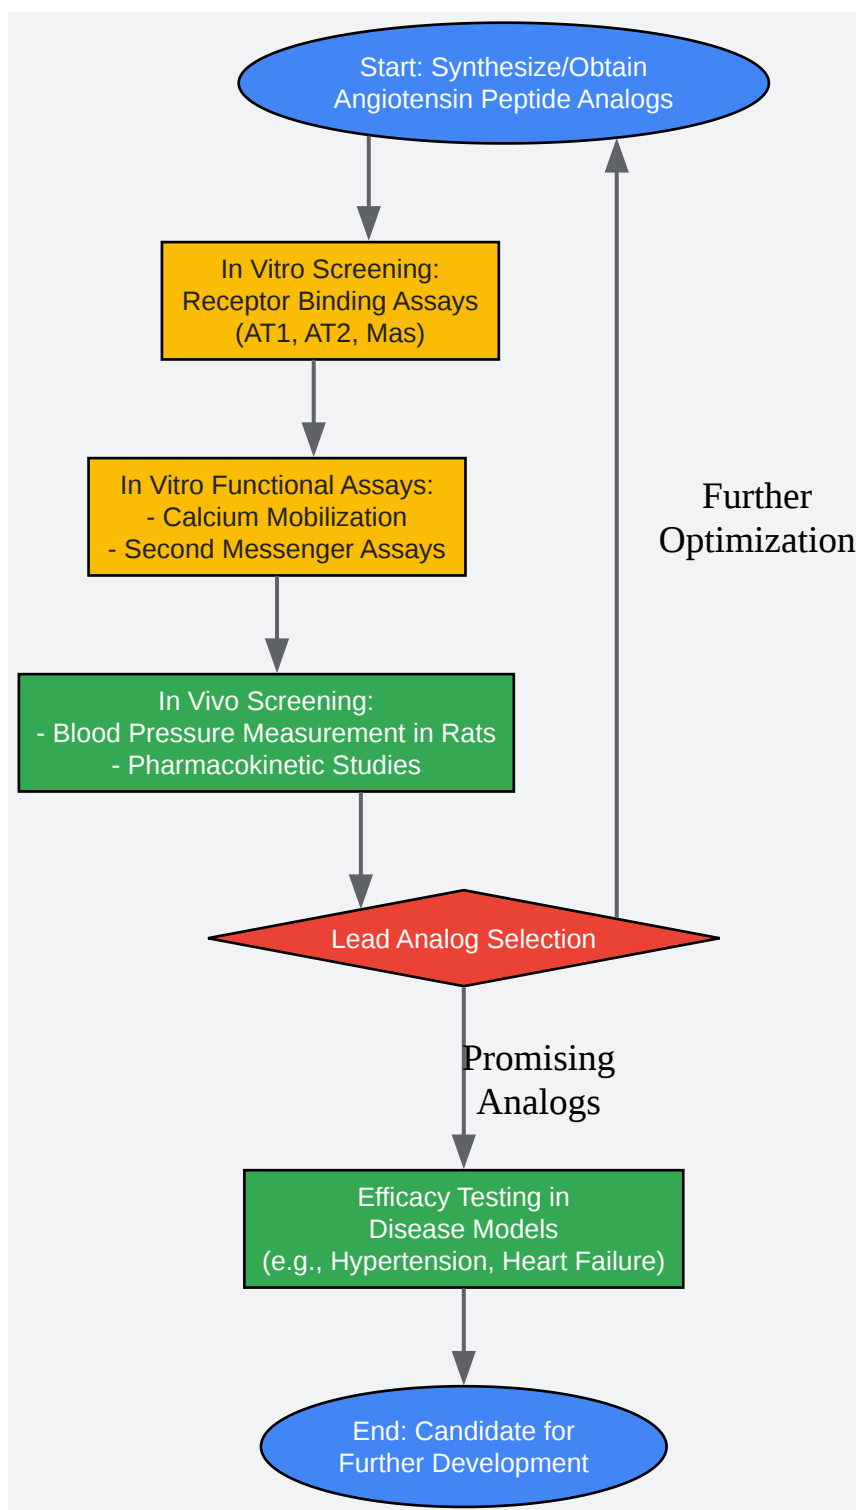 Start: Synthesize/Obtain
Angiotensin Peptide Analogs
In Vitro Screening:
Receptor Binding Assays
(AT1, AT2, Mas)
In Vitro Functional Assays:
- Calcium Mobilization
- Second Messenger Assays
Further
Optimization
In Vivo Screening:
- Blood Pressure Measurement in Rats
- Pharmacokinetic Studies
Lead Analog Selection
Promising
Analogs
Efficacy Testing in
Disease Models
(e.g., Hypertension, Heart Failure)
End: Candidate for
Further Development